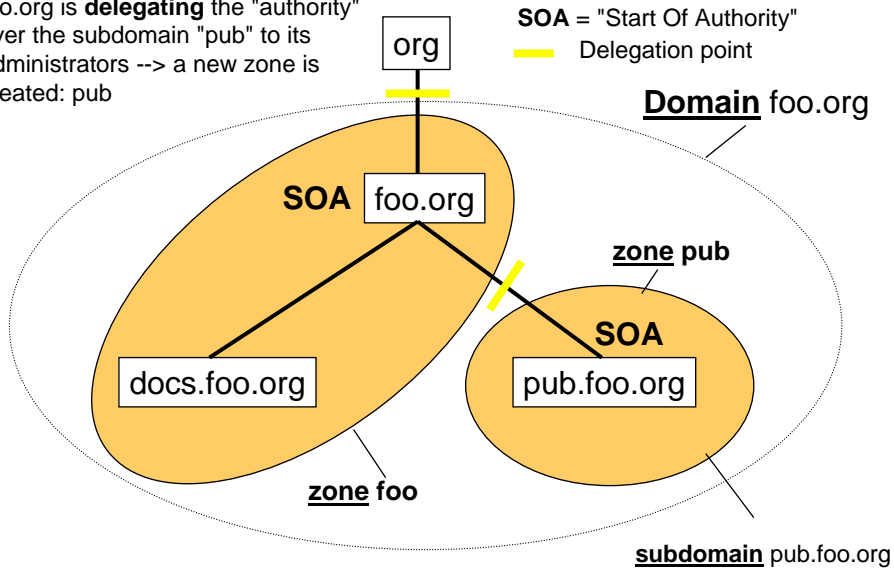 o.org is delegating the "authority"
ver the subdomain "pub" to its
dministrators --> a new zone is
eated: pub
SOA = "Start Of Authority"
Delegation point
org
Domain foo.org
SOA foo.org
zone pub
SOA
docs.foo.org
pub.foo.org
zone foo
subdomain pub.foo.org